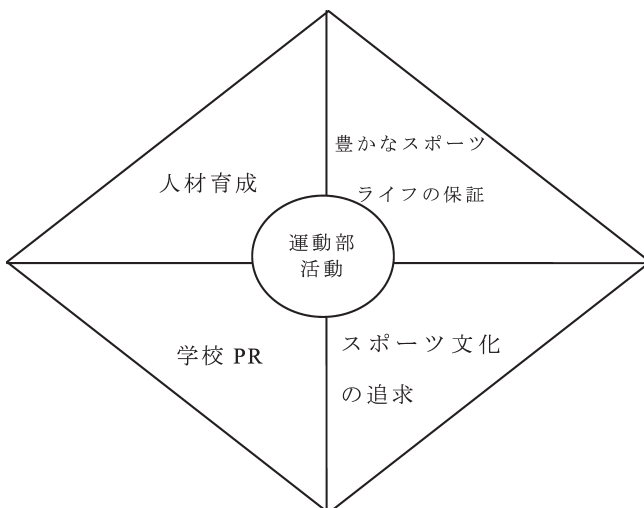 豊かなスポーツ
ライフの保証
人材育成
運動部
活動
学校 PR
スポーツ文化
の追求